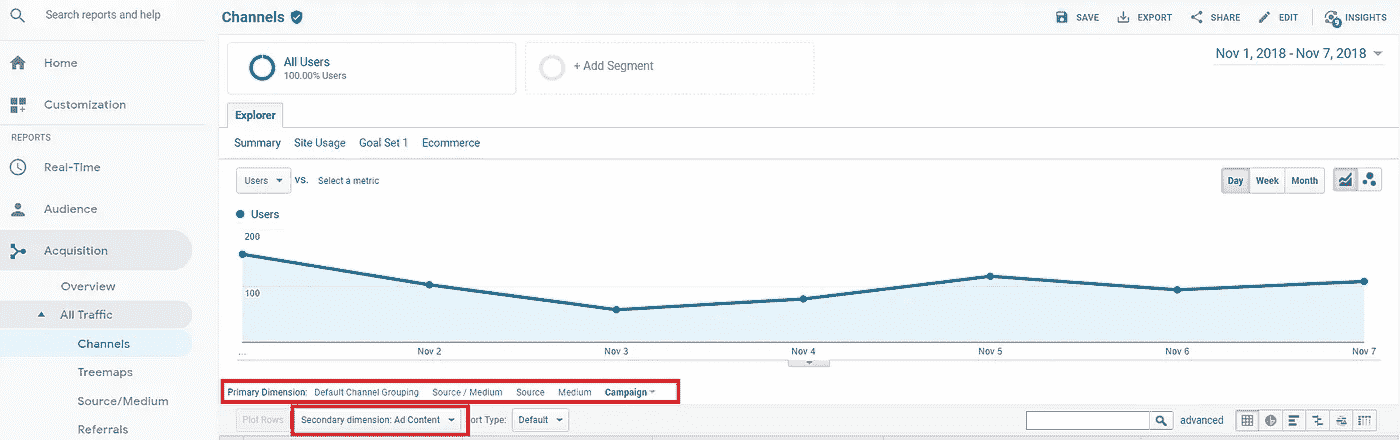 Search reports and help
Home
Customization
REPORTS
Real-Time
Audience
Acquisition
Overview
All Traffic
Channels
Treemaps
Source/Medium
Referrals
Channels
SAVE
EXPORT
SHARE
EDIT
9
INSIGHTS
All Users
100.00% Users
+ Add Segment
Nov 1, 2018 - Nov 7, 2018
Explorer
Summary Site Usage Goal Set 1 Ecommerce
Users VS. Select a metric
Day Week Month
Users
200
100
... Nov 2 Nov 3 Nov 4 Nov 5 Nov 6 Nov 7
Primary Dimension: Default Channel Grouping Source / Medium Source Medium Campaign
Plot Rows Secondary dimension: Ad Content ort Type: Default advanced